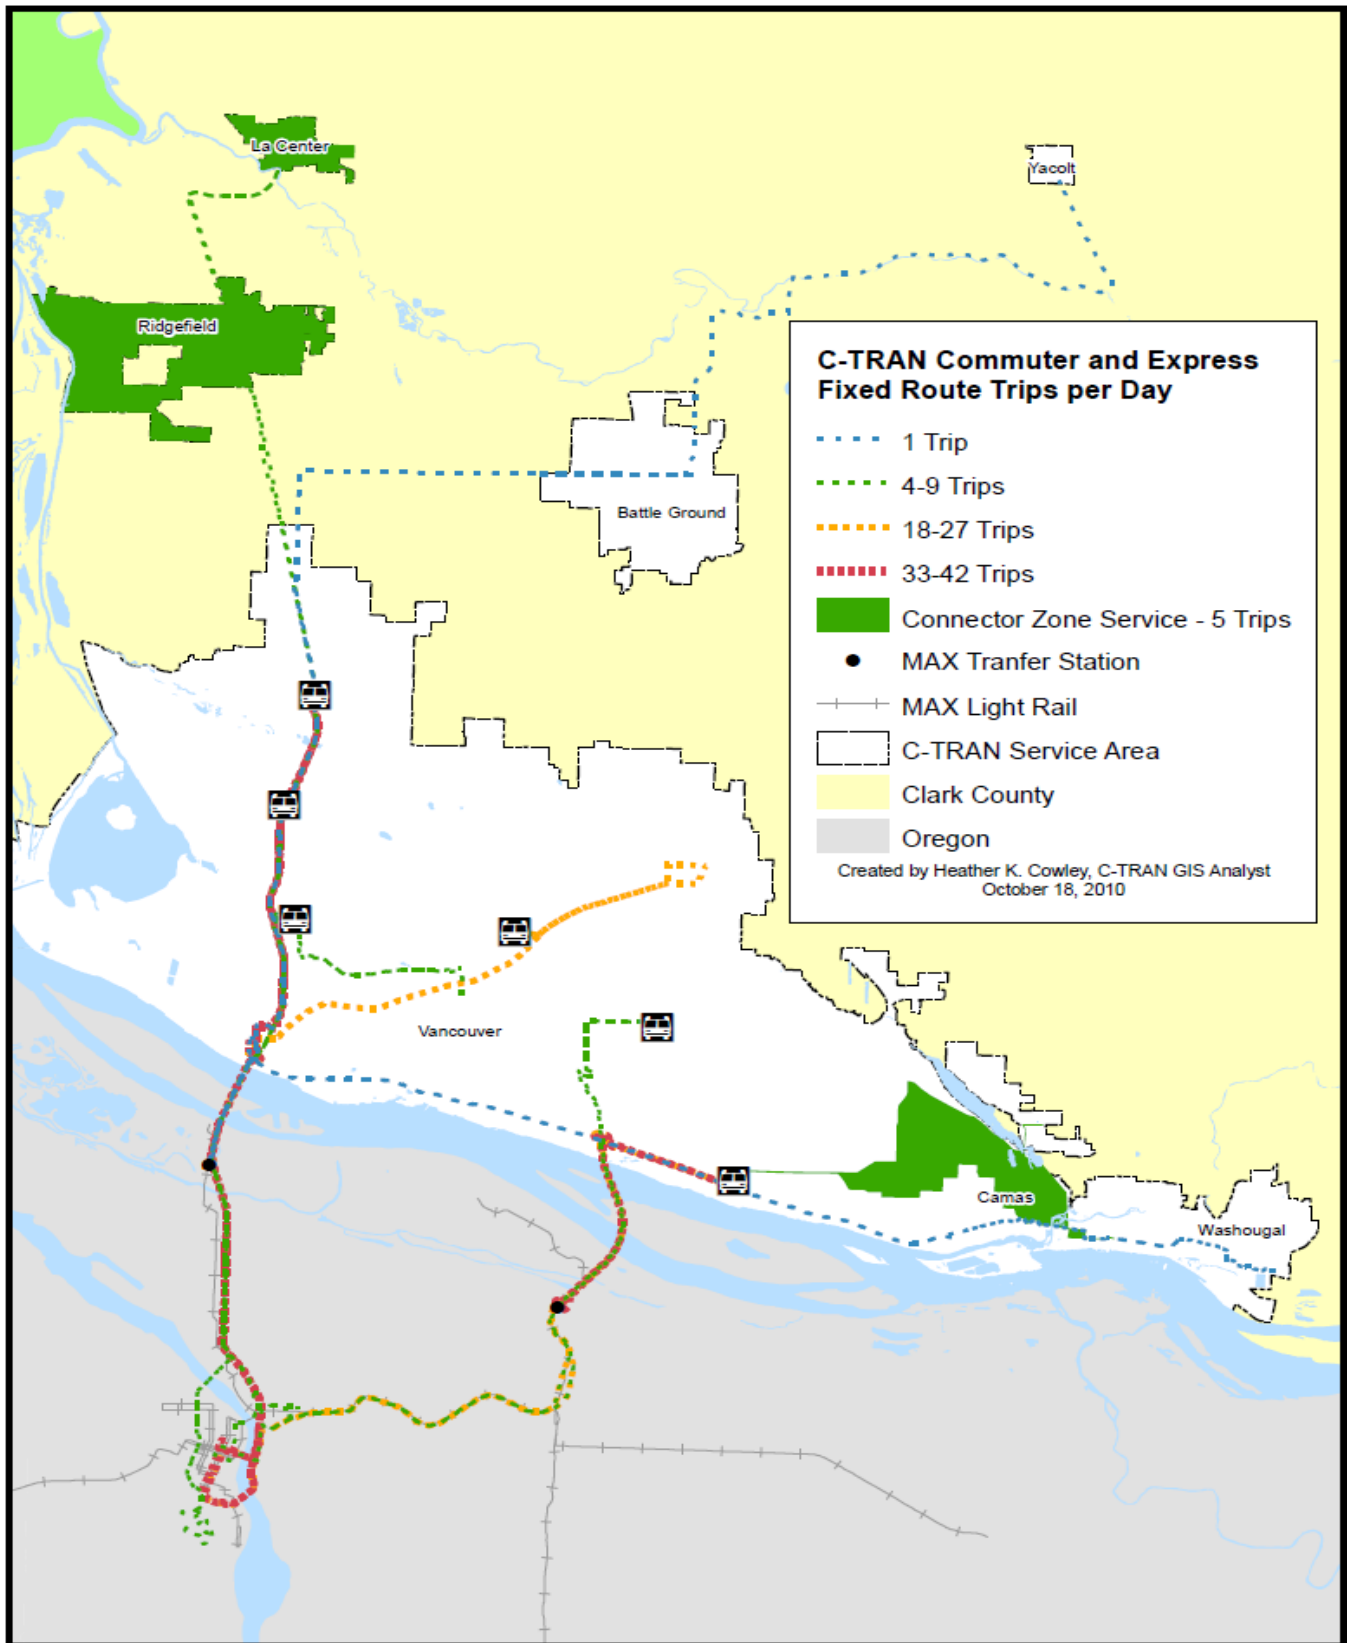 La Center
Yacolt
Ridgefield
C-TRAN Commuter and Express
Fixed Route Trips per Day
1 Trip
4-9 Trips
18-27 Trips
33-42 Trips
Connector Zone Service - 5 Trips
MAX Tranfer Station
MAX Light Rail
C-TRAN Service Area
Clark County
Oregon
Created by Heather K. Cowley, C-TRAN GIS Analyst
October 18, 2010
Battle Ground
Vancouver
Camas
Washougal